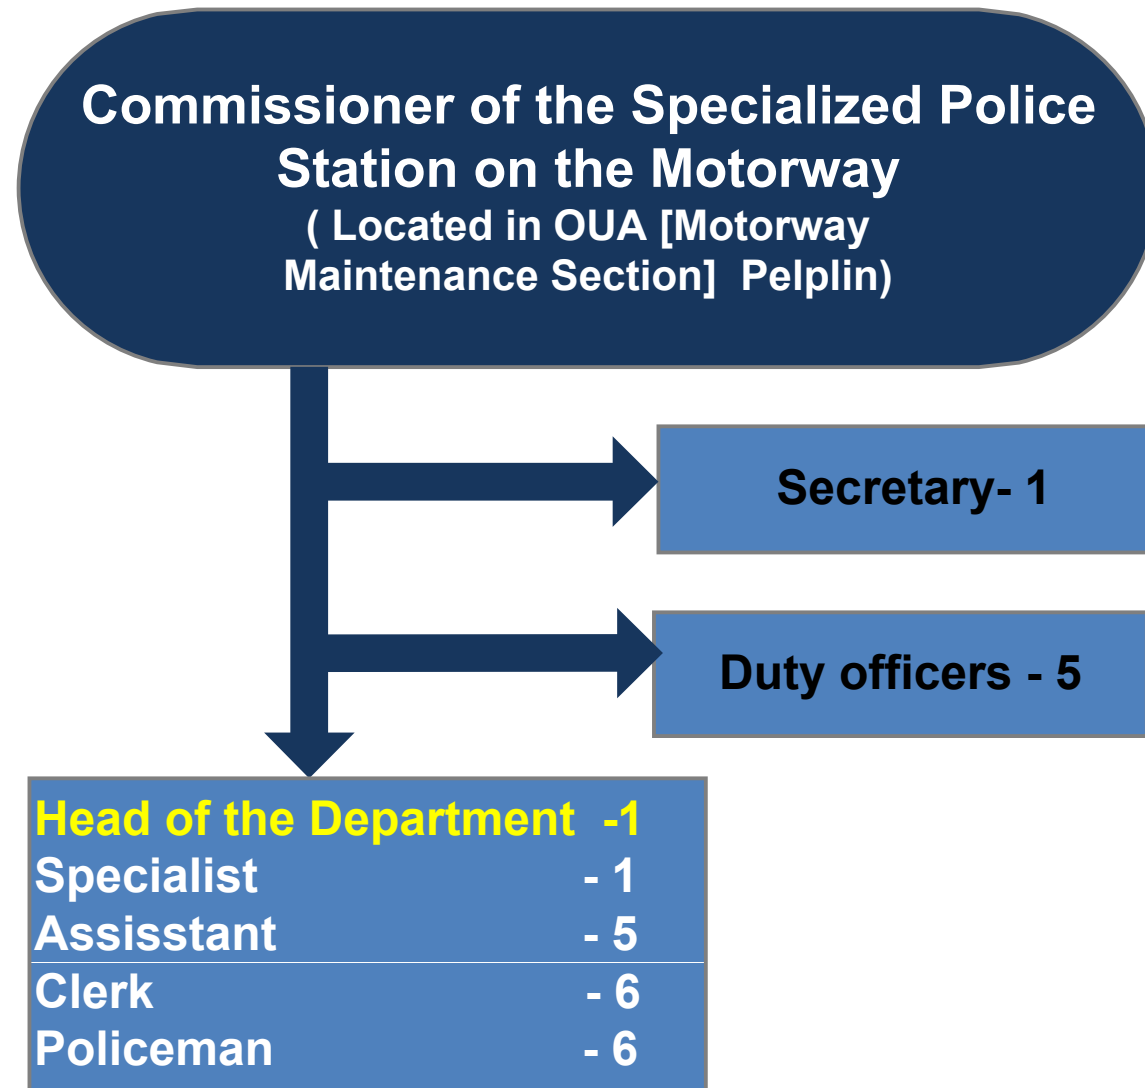 Commissioner of the Specialized Police
Station on the Motorway
( Located in OUA [Motorway
Maintenance Section] Pelplin)
Secretary- 1
Duty officers - 5
Head of the Department -1
Specialist - 1
Assisstant - 5
Clerk - 6
Policeman - 6